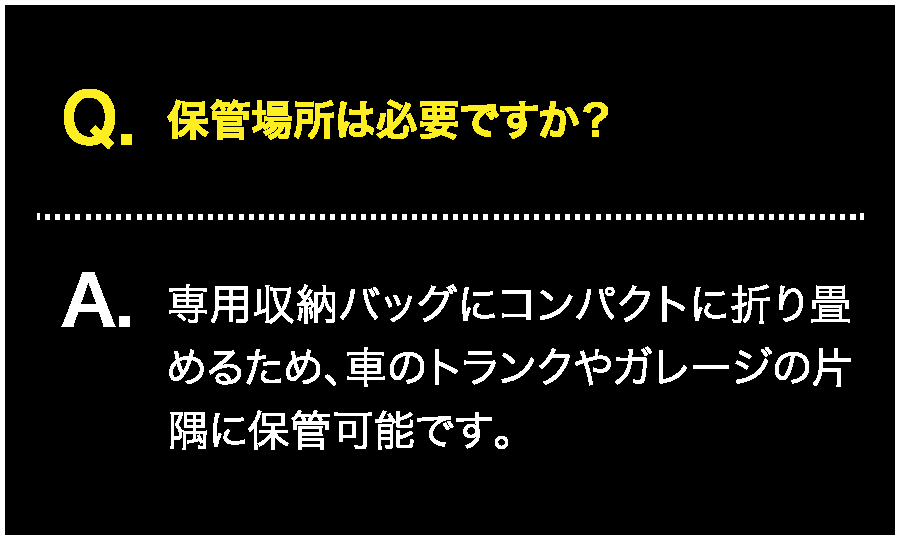 Q. 保管場所は必要ですか？
A. 専用収納バッグにコンパクトに折り畳
めるため、車のトランクやガレージの片
隅に保管可能です。